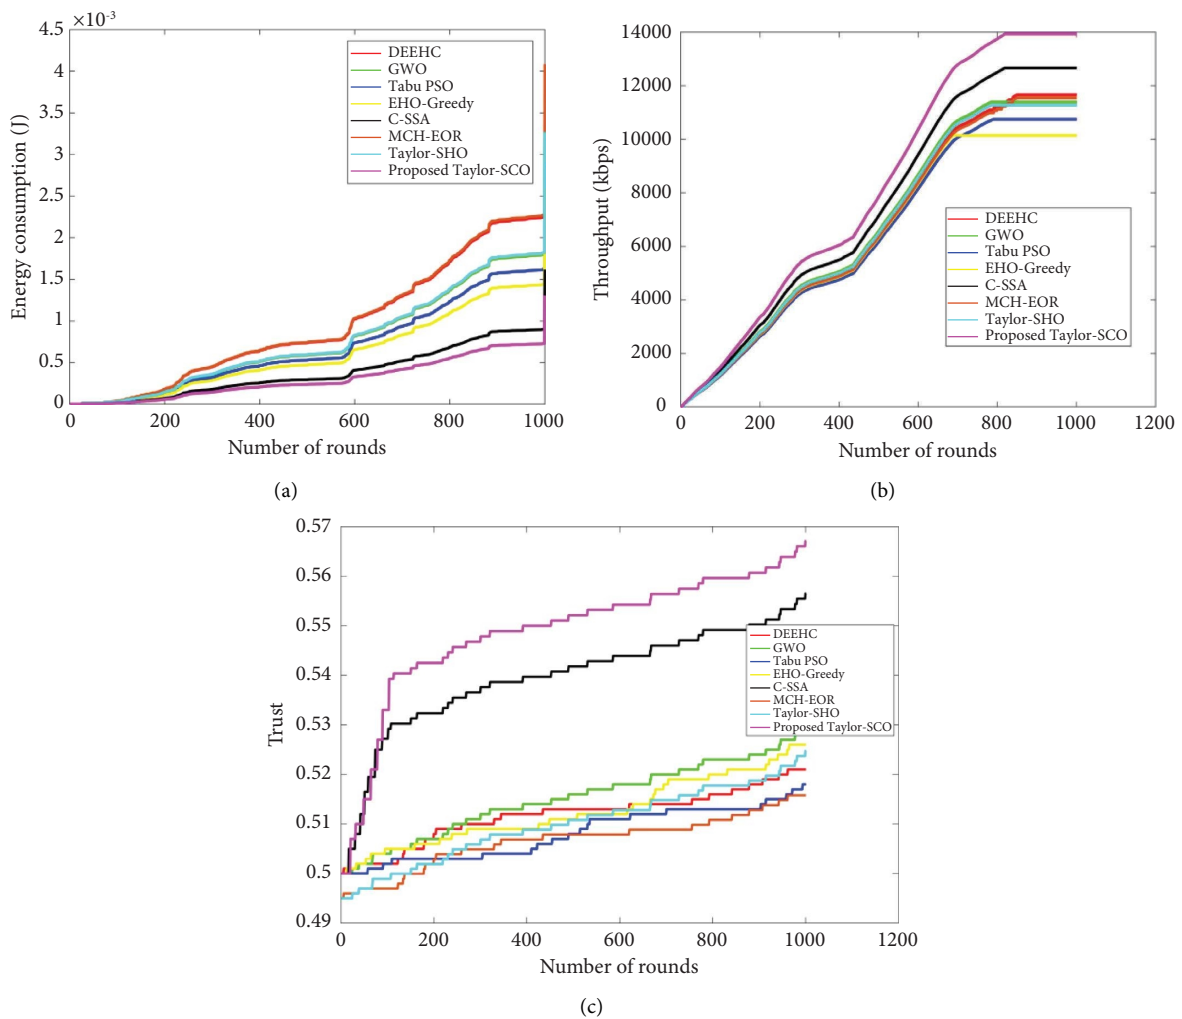 ×10⁻³
4.5
4
3.5
3
2.5
2
1.5
1
0.5
0
Energy consumption (J)
0 200 400 600 800 1000
Number of rounds
DEEHC
GWO
Tabu PSO
EHO-Greedy
C-SSA
MCH-EOR
Taylor-SHO
Proposed Taylor-SCO
(a)
14000
12000
10000
8000
6000
4000
2000
0
Throughput (kbps)
0 200 400 600 800 1000 1200
Number of rounds
DEEHC
GWO
Tabu PSO
EHO-Greedy
C-SSA
MCH-EOR
Taylor-SHO
Proposed Taylor-SCO
(b)
0.57
0.56
0.55
0.54
0.53
0.52
0.51
0.5
0.49
Trust
0 200 400 600 800 1000 1200
Number of rounds
DEEHC
GWO
Tabu PSO
EHO-Greedy
C-SSA
MCH-EOR
Taylor-SHO
Proposed Taylor-SCO
(c)